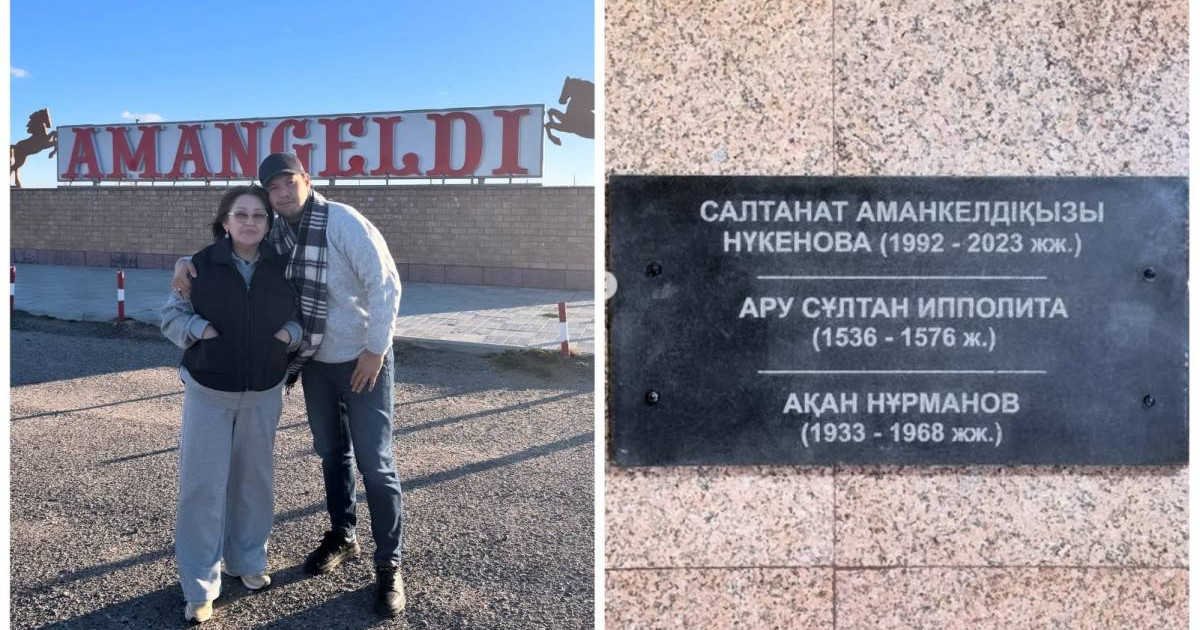 AMANGELDI
САЛТАНАТ АМАНКЕЛДІҚЫЗЫ
НҮКЕНОВА (1992 - 2023 жж.)
АРУ СҰЛТАН ИППОЛИТА
(1536 - 1576 ж.)
АҚАН НҰРМАНОВ
(1933 - 1968 жж.)